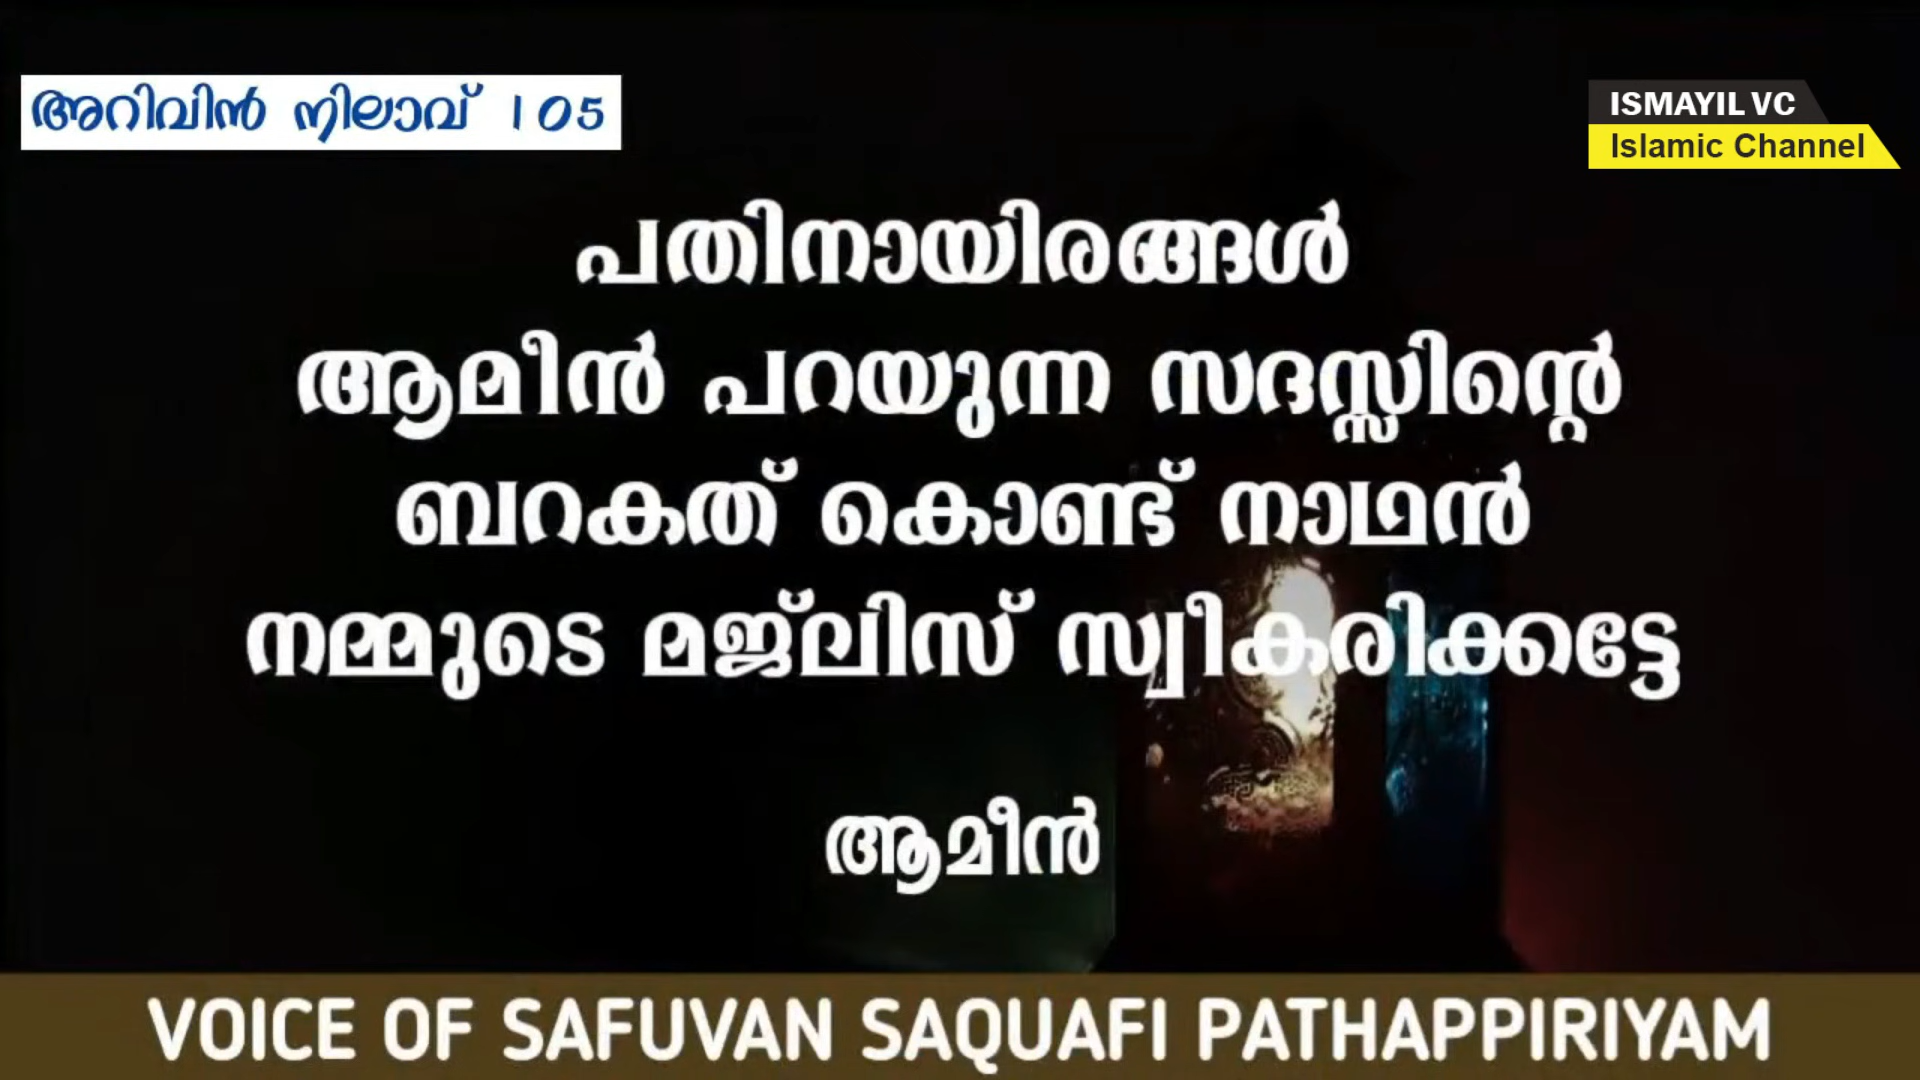 അറിവിൻ നിലാവ് 105
ISMAYIL VC
Islamic Channel
പതിനായിരങ്ങൾ
ആമീൻ പറയുന്ന സദസ്സിന്റെ
ബറകത് കൊണ്ട് നാഥൻ
നമ്മുടെ മജ്ലിസ് സ്വീകരിക്കട്ടേ
ആമീൻ
VOICE OF SAFUVAN SAQUAFI PATHAPPIRIYAM